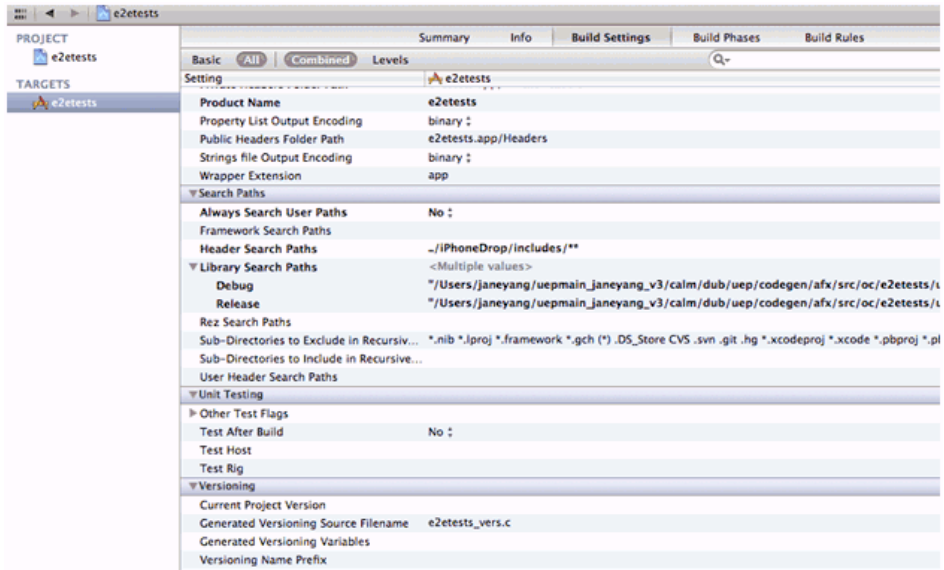 e2etests
PROJECT
e2etests
TARGETS
e2etests
Summary Info Build Settings Build Phases Build Rules
Basic All Combined Levels
Setting e2etests
Product Name e2etests
Property List Output Encoding binary
Public Headers Folder Path e2etests.app/Headers
Strings file Output Encoding binary
Wrapper Extension app
Search Paths
Always Search User Paths No
Framework Search Paths
Header Search Paths ../iPhoneDrop/includes/**
Library Search Paths <Multiple values>
Debug "/Users/janeyang/uepmain_janeyang_v3/calm/dub/uep/codegen/afx/src/oc/e2etests/u
Release "/Users/janeyang/uepmain_janeyang_v3/calm/dub/uep/codegen/afx/src/oc/e2etests/u
Rez Search Paths
Sub-Directories to Exclude in Recursiv... *.nib *.lproj *.framework *.gch (*) .DS_Store CVS .svn .git .hg *.xcodeproj *.xcode *.pbproj *.pl
Sub-Directories to Include in Recursive...
User Header Search Paths
Unit Testing
Other Test Flags
Test After Build No
Test Host
Test Rig
Versioning
Current Project Version
Generated Versioning Source Filename e2etests_vers.c
Generated Versioning Variables
Versioning Name Prefix